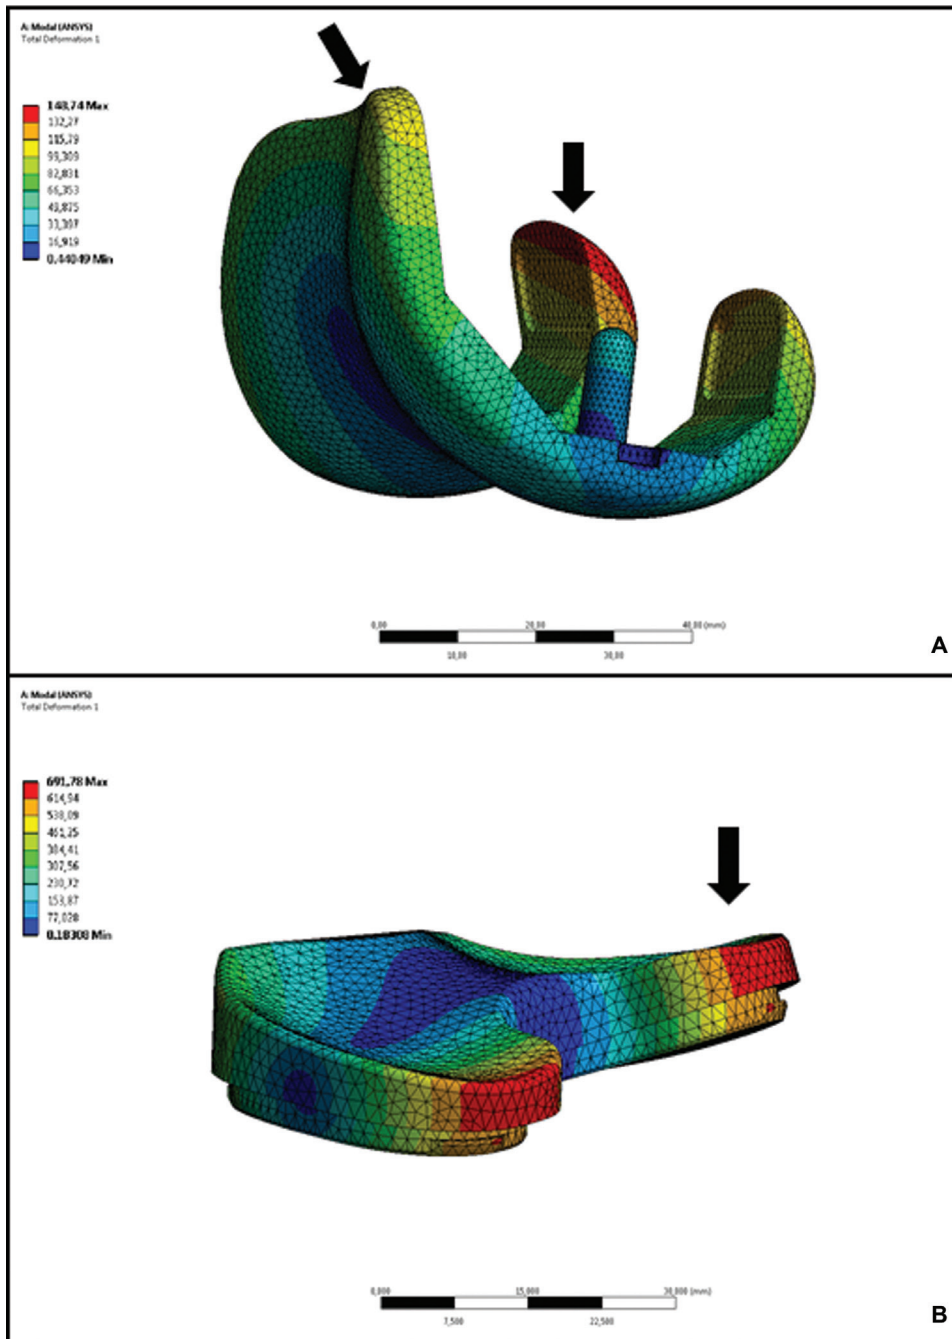 A: Modal (ANSYS)
Total Deformation 1
148,74 Max
132,27
115,79
99,309
82,831
66,353
49,875
33,397
16,919
0,44049 Min
0,00
20,00
40,00 (mm)
10,00
30,00
A
A: Modal (ANSYS)
Total Deformation 1
691,78 Max
614,94
538,09
461,25
384,41
307,56
230,72
153,87
77,028
0,18308 Min
0,000
15,000
30,000 (mm)
7,500
22,500
B